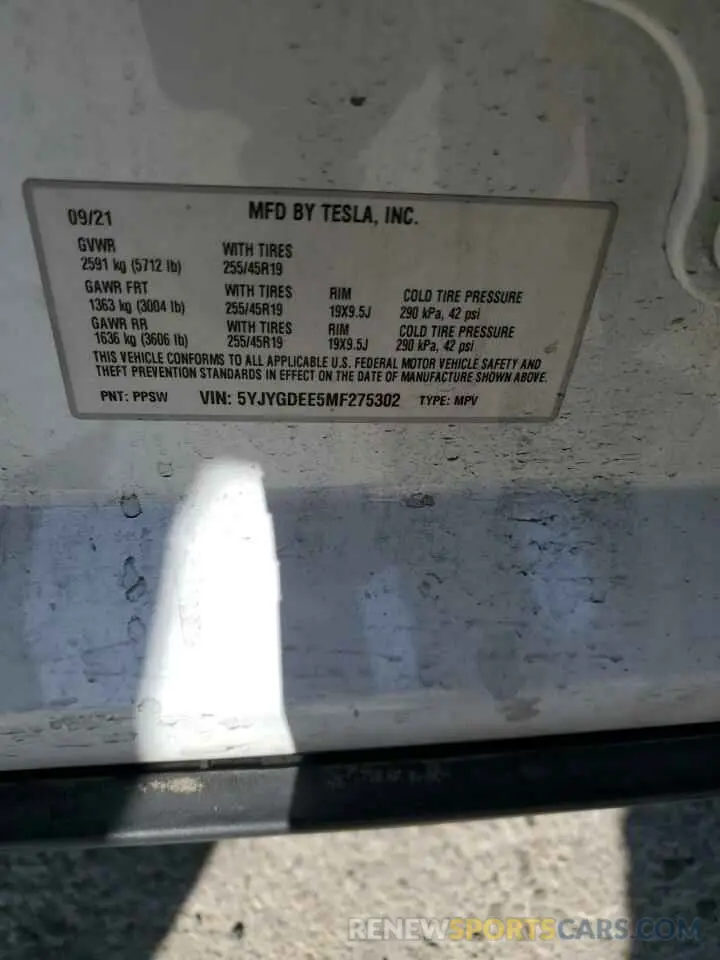 09/21 MFD BY TESLA, INC.
GVWR WITH TIRES
2591 kg (5712 lb) 255/45R19
GAWR FRT WITH TIRES RIM COLD TIRE PRESSURE
1363 kg (3004 lb) 255/45R19 19X9.5J 290 kPa, 42 psi
GAWR RR WITH TIRES RIM COLD TIRE PRESSURE
1636 kg (3606 lb) 255/45R19 19X9.5J 290 kPa, 42 psi
THIS VEHICLE CONFORMS TO ALL APPLICABLE U.S. FEDERAL MOTOR VEHICLE SAFETY AND
THEFT PREVENTION STANDARDS IN EFFECT ON THE DATE OF MANUFACTURE SHOWN ABOVE.
PNT: PPSW VIN: 5YJYGDEE5MF275302 TYPE: MPV
RENEWSPORTSCARS.COM